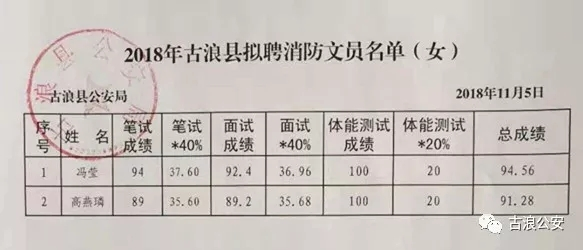 2018年古浪县拟聘消防文员名单（女）
古浪县公安局 2018年11月5日
序号 姓 名 笔试成绩 笔试*40% 面试成绩 面试*40% 体能测试成绩 体能测试*20% 总成绩
1 冯莹 94 37.60 92.4 36.96 100 20 94.56
2 高燕璘 89 35.60 89.2 35.68 100 20 91.28
古浪公安